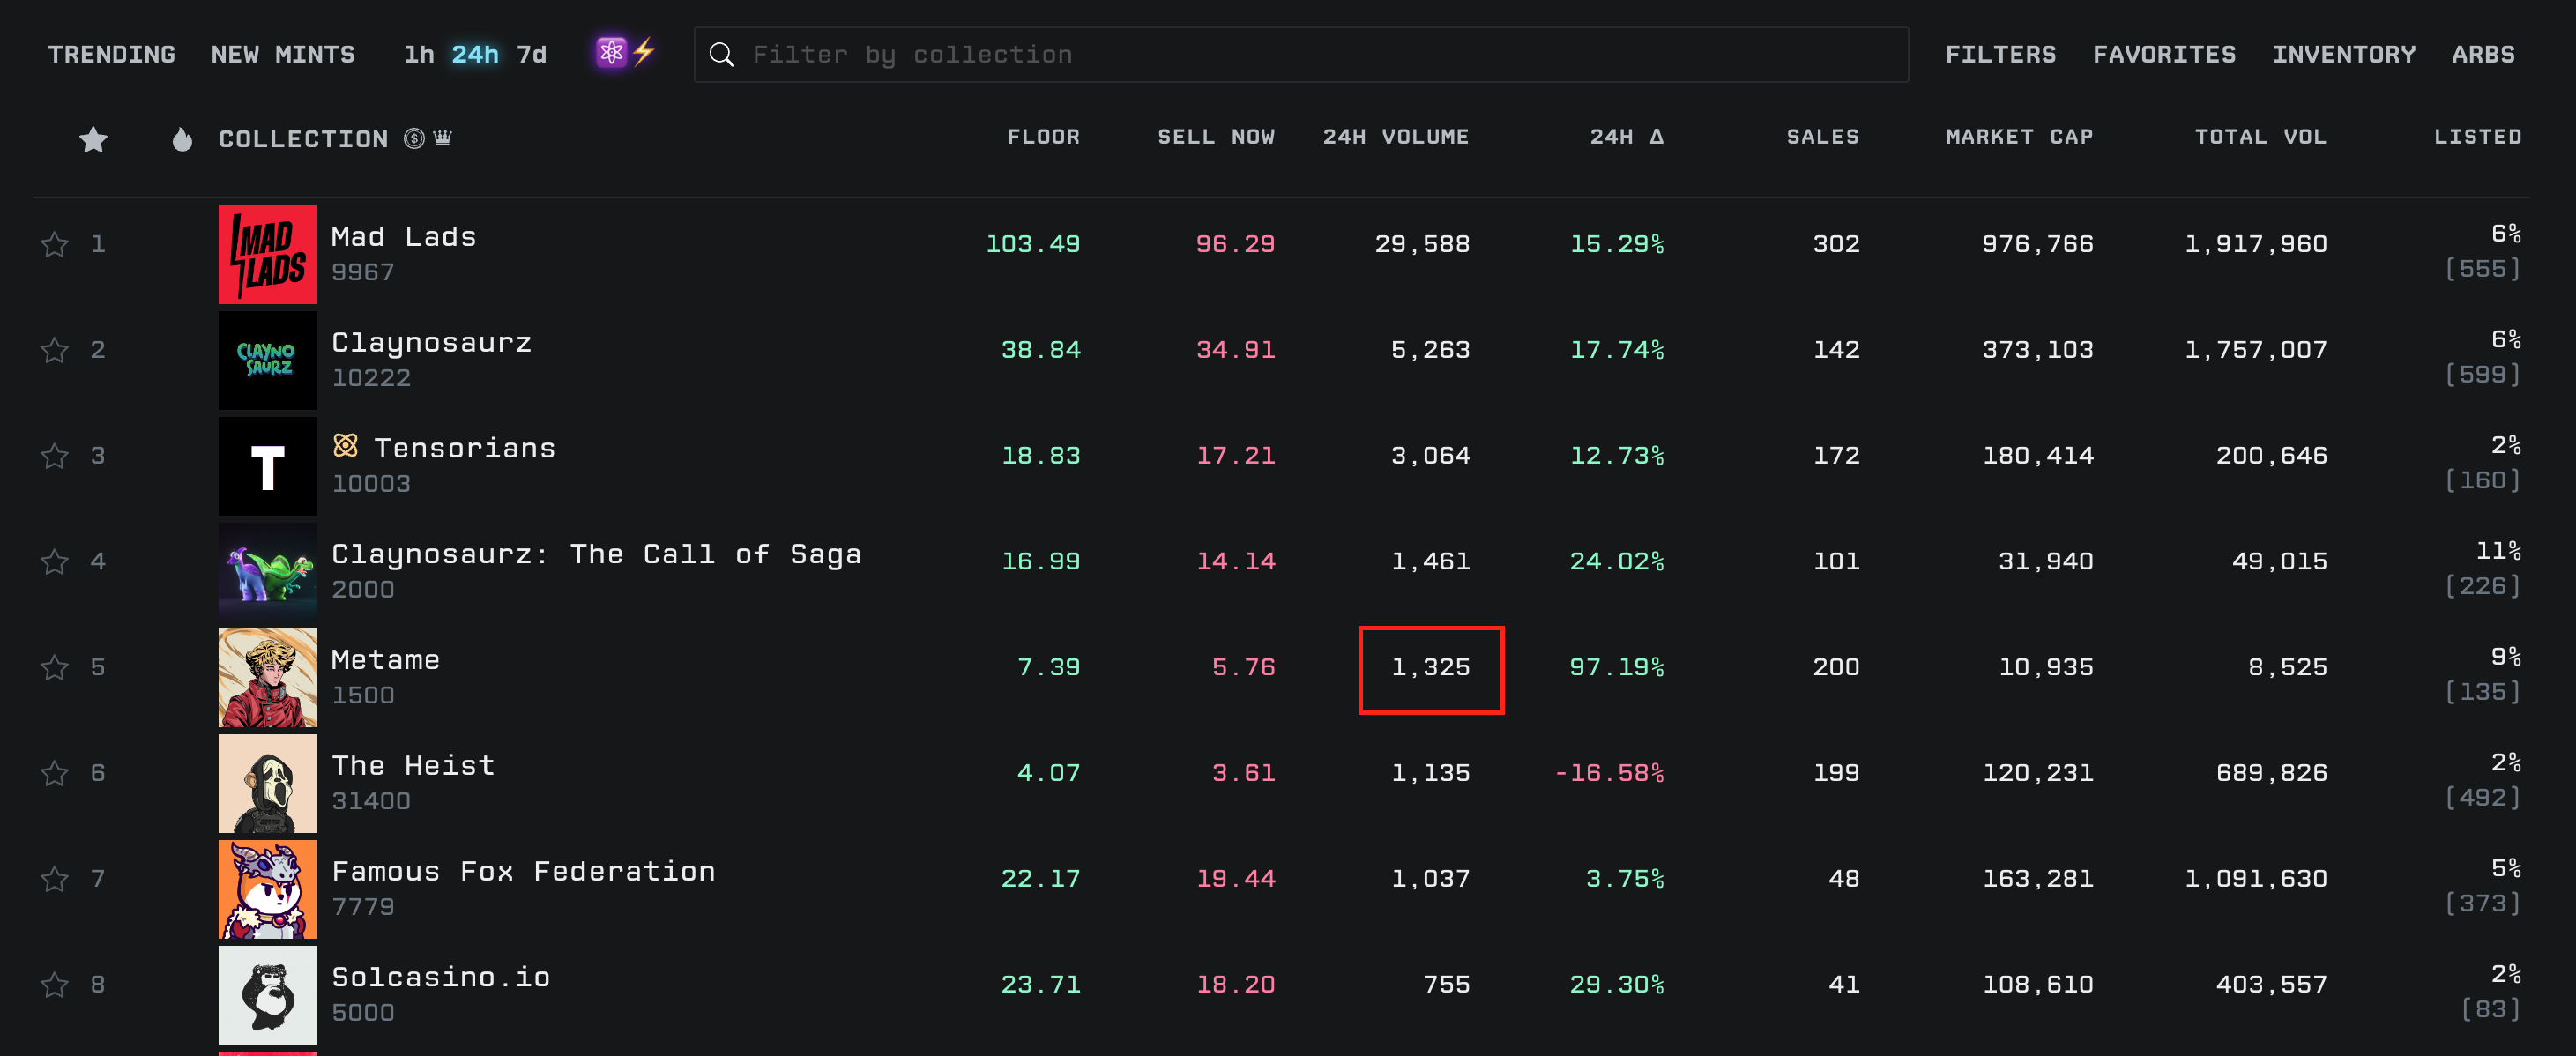 TRENDING NEW MINTS 1h 24h 7d Filter by collection FILTERS FAVORITES INVENTORY ARBS
COLLECTION FLOOR SELL NOW 24H VOLUME 24H Δ SALES MARKET CAP TOTAL VOL LISTED
1 MAD LADS Mad Lads 9967 103.49 96.29 29,588 15.29% 302 976,766 1,917,960 6% [555]
2 CLAYNO SAURZ Claynosaurz 10222 38.84 34.91 5,263 17.74% 142 373,103 1,757,007 6% [599]
3 T Tensorians 10003 18.83 17.21 3,064 12.73% 172 180,414 200,646 2% [160]
4 Claynosaurz: The Call of Saga 2000 16.99 14.14 1,461 24.02% 101 31,940 49,015 11% [226]
5 Metame 1500 7.39 5.76 1,325 97.19% 200 10,935 8,525 9% [135]
6 The Heist 31400 4.07 3.61 1,135 -16.58% 199 120,231 689,826 2% [492]
7 Famous Fox Federation 7779 22.17 19.44 1,037 3.75% 48 163,281 1,091,630 5% [373]
8 Solcasino.io 5000 23.71 18.20 755 29.30% 41 108,610 403,557 2% [83]